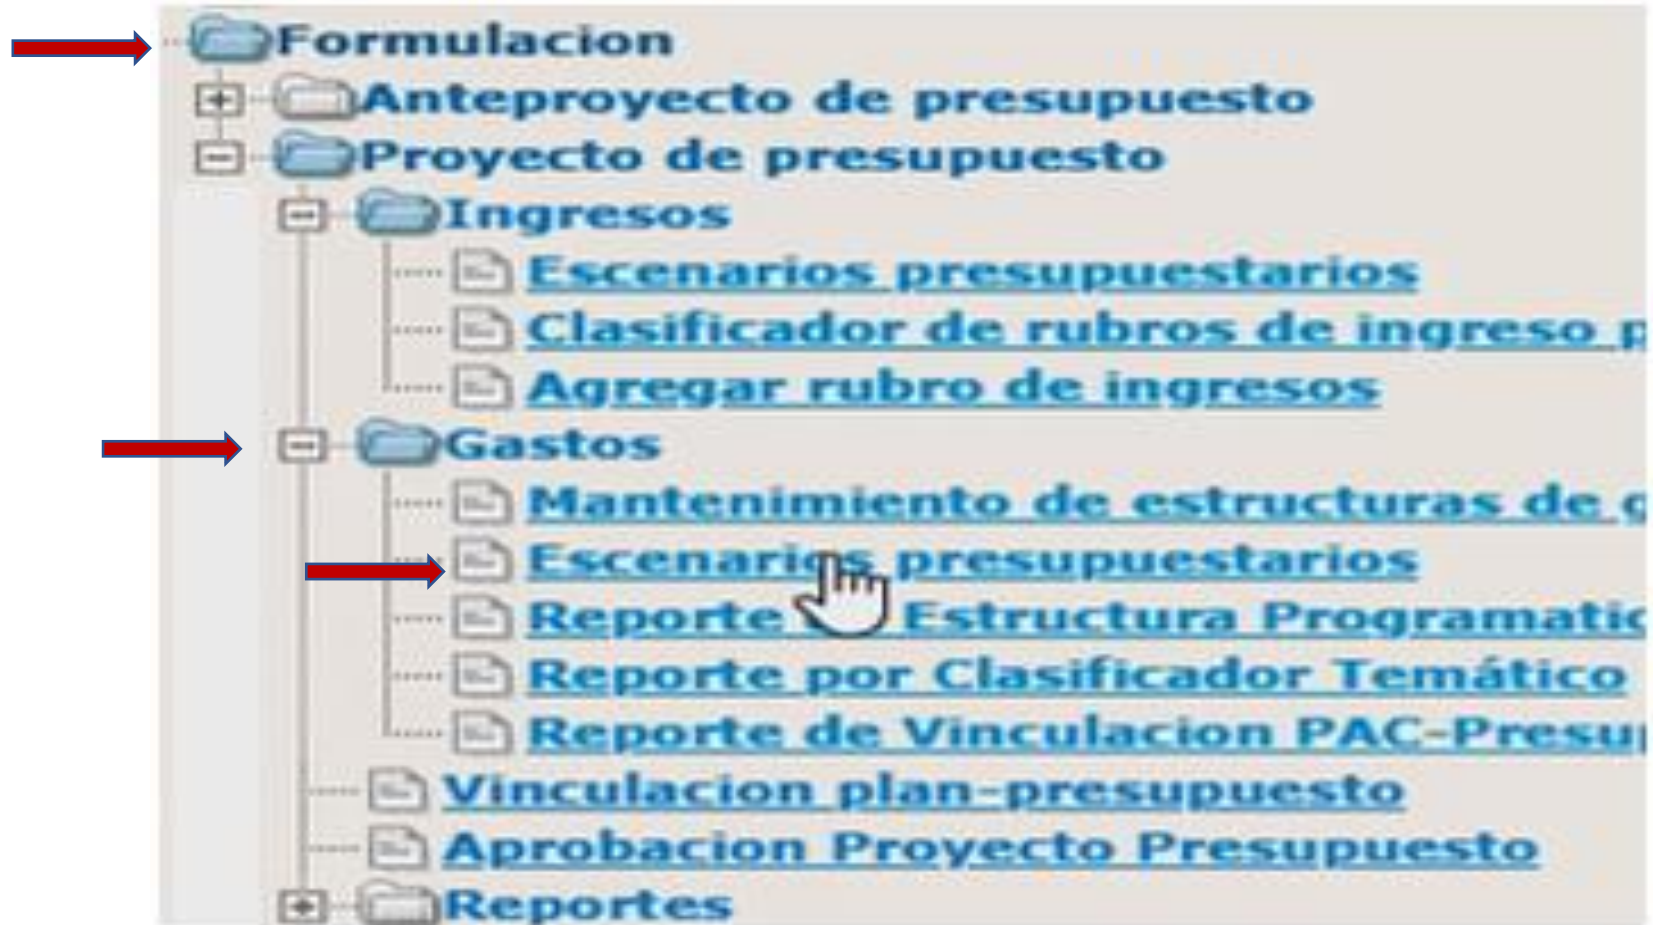 Formulacion
Anteproyecto de presupuesto
Proyecto de presupuesto
Ingresos
Escenarios presupuestarios
Clasificador de rubros de ingreso p
Agregar rubro de ingresos
Gastos
Mantenimiento de estructuras de g
Escenarios presupuestarios
Reporte Estructura Programatic
Reporte por Clasificador Temático
Reporte de Vinculacion PAC-Presup
Vinculacion plan-presupuesto
Aprobacion Proyecto Presupuesto
Reportes